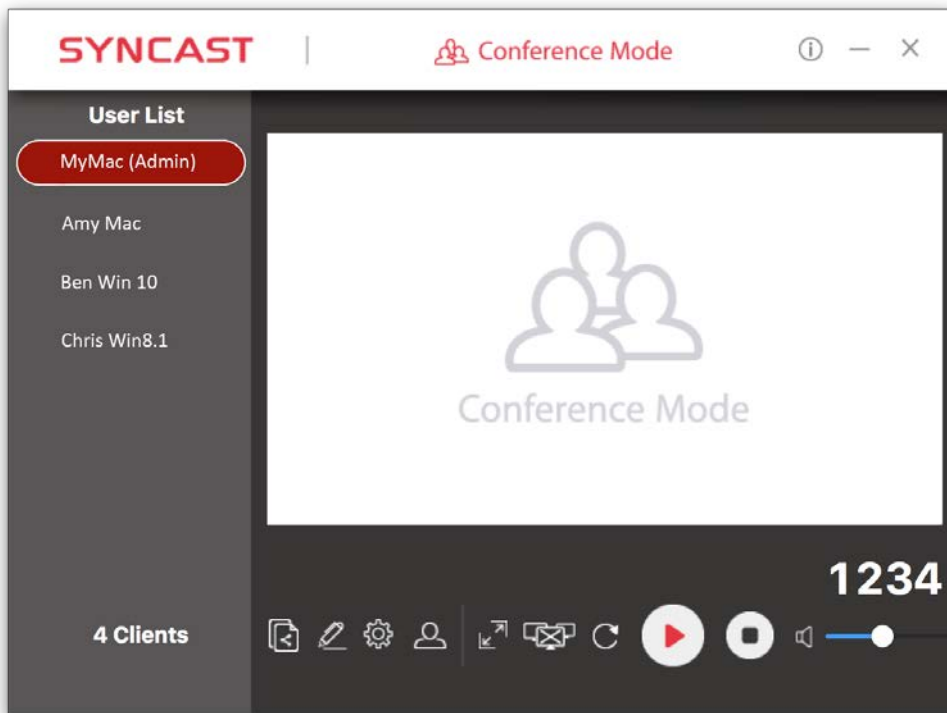 SYNCAST
Conference Mode
User List
MyMac (Admin)
Amy Mac
Ben Win 10
Chris Win8.1
Conference Mode
1234
4 Clients